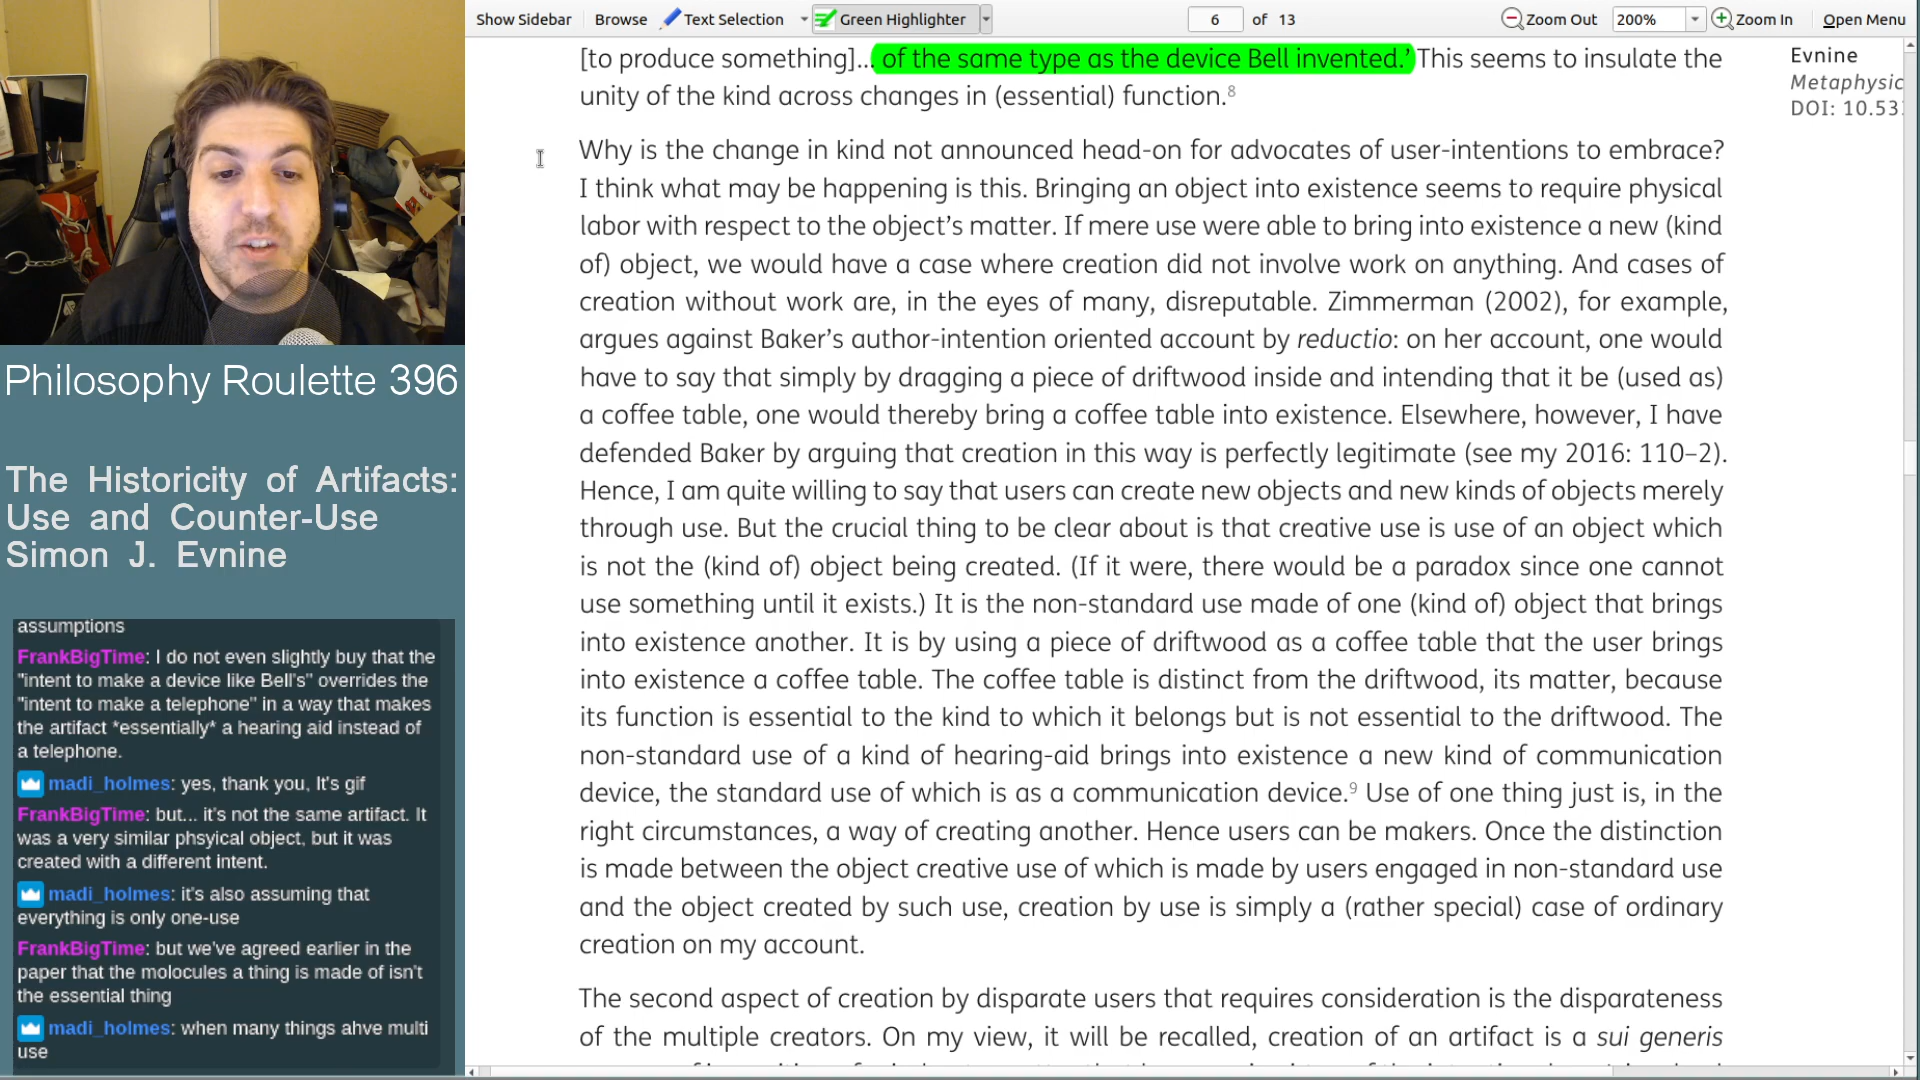 Show Sidebar Browse Text Selection Green Highlighter 6 of 13 Zoom Out 200% Zoom In Open Menu
[to produce something]... of the same type as the device Bell invented.’ This seems to insulate the
unity of the kind across changes in (essential) function.8
Why is the change in kind not announced head-on for advocates of user-intentions to embrace?
I think what may be happening is this. Bringing an object into existence seems to require physical
labor with respect to the object’s matter. If mere use were able to bring into existence a new (kind
of) object, we would have a case where creation did not involve work on anything. And cases of
creation without work are, in the eyes of many, disreputable. Zimmerman (2002), for example,
argues against Baker’s author-intention oriented account by reductio: on her account, one would
have to say that simply by dragging a piece of driftwood inside and intending that it be (used as)
a coffee table, one would thereby bring a coffee table into existence. Elsewhere, however, I have
defended Baker by arguing that creation in this way is perfectly legitimate (see my 2016: 110–2).
Hence, I am quite willing to say that users can create new objects and new kinds of objects merely
through use. But the crucial thing to be clear about is that creative use is use of an object which
is not the (kind of) object being created. (If it were, there would be a paradox since one cannot
use something until it exists.) It is the non-standard use made of one (kind of) object that brings
into existence another. It is by using a piece of driftwood as a coffee table that the user brings
into existence a coffee table. The coffee table is distinct from the driftwood, its matter, because
its function is essential to the kind to which it belongs but is not essential to the driftwood. The
non-standard use of a kind of hearing-aid brings into existence a new kind of communication
device, the standard use of which is as a communication device.9 Use of one thing just is, in the
right circumstances, a way of creating another. Hence users can be makers. Once the distinction
is made between the object creative use of which is made by users engaged in non-standard use
and the object created by such use, creation by use is simply a (rather special) case of ordinary
creation on my account.
The second aspect of creation by disparate users that requires consideration is the disparateness
of the multiple creators. On my view, it will be recalled, creation of an artifact is a sui generis
Evnine
Metaphysic
DOI: 10.53
Philosophy Roulette 396
The Historicity of Artifacts:
Use and Counter-Use
Simon J. Evnine
assumptions
FrankBigTime: I do not even slightly buy that the
"intent to make a device like Bell's" overrides the
"intent to make a telephone" in a way that makes
the artifact *essentially* a hearing aid instead of
a telephone.
madi_holmes: yes, thank you, It's gif
FrankBigTime: but... it's not the same artifact. It
was a very similar phsyical object, but it was
created with a different intent.
madi_holmes: it's also assuming that
everything is only one-use
FrankBigTime: but we've agreed earlier in the
paper that the molocules a thing is made of isn't
the essential thing
madi_holmes: when many things ahve multi
use